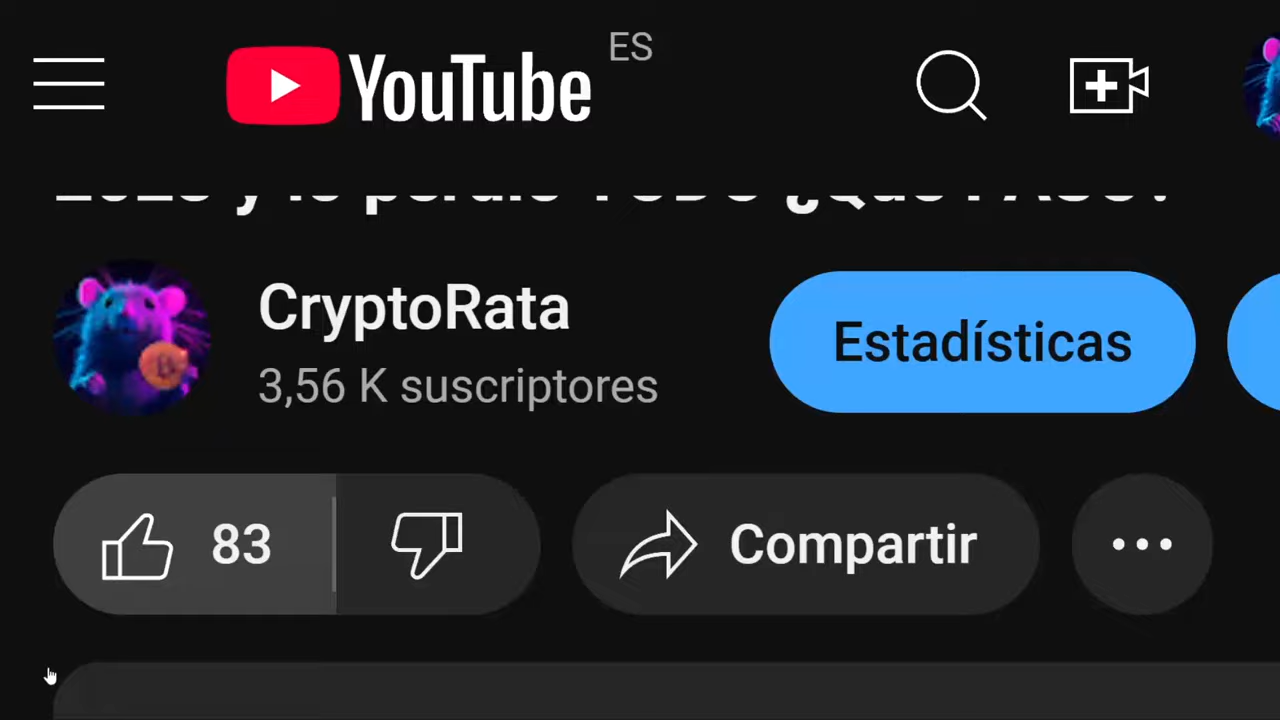 YouTube ES
CryptoRata
3,56 K suscriptores
Estadísticas
83
Compartir